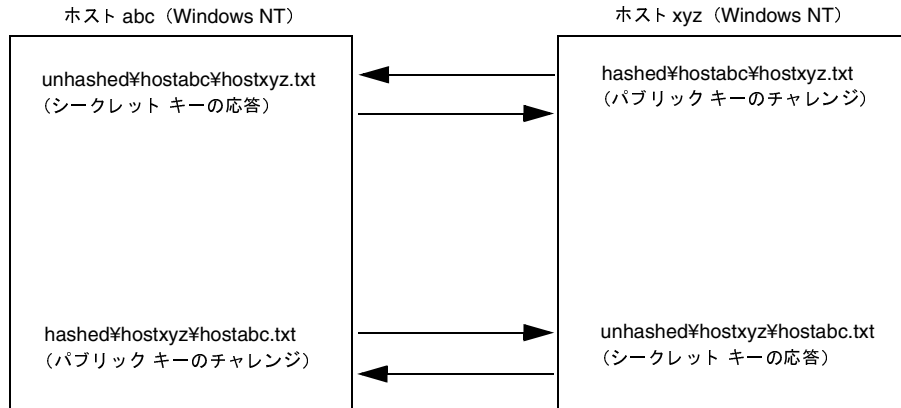 ホスト abc（Windows NT）
ホスト xyz（Windows NT）
unhashed¥hostabc¥hostxyz.txt
（シークレット キーの応答）
hashed¥hostabc¥hostxyz.txt
（パブリック キーのチャレンジ）
hashed¥hostxyz¥hostabc.txt
（パブリック キーのチャレンジ）
unhashed¥hostxyz¥hostabc.txt
（シークレット キーの応答）